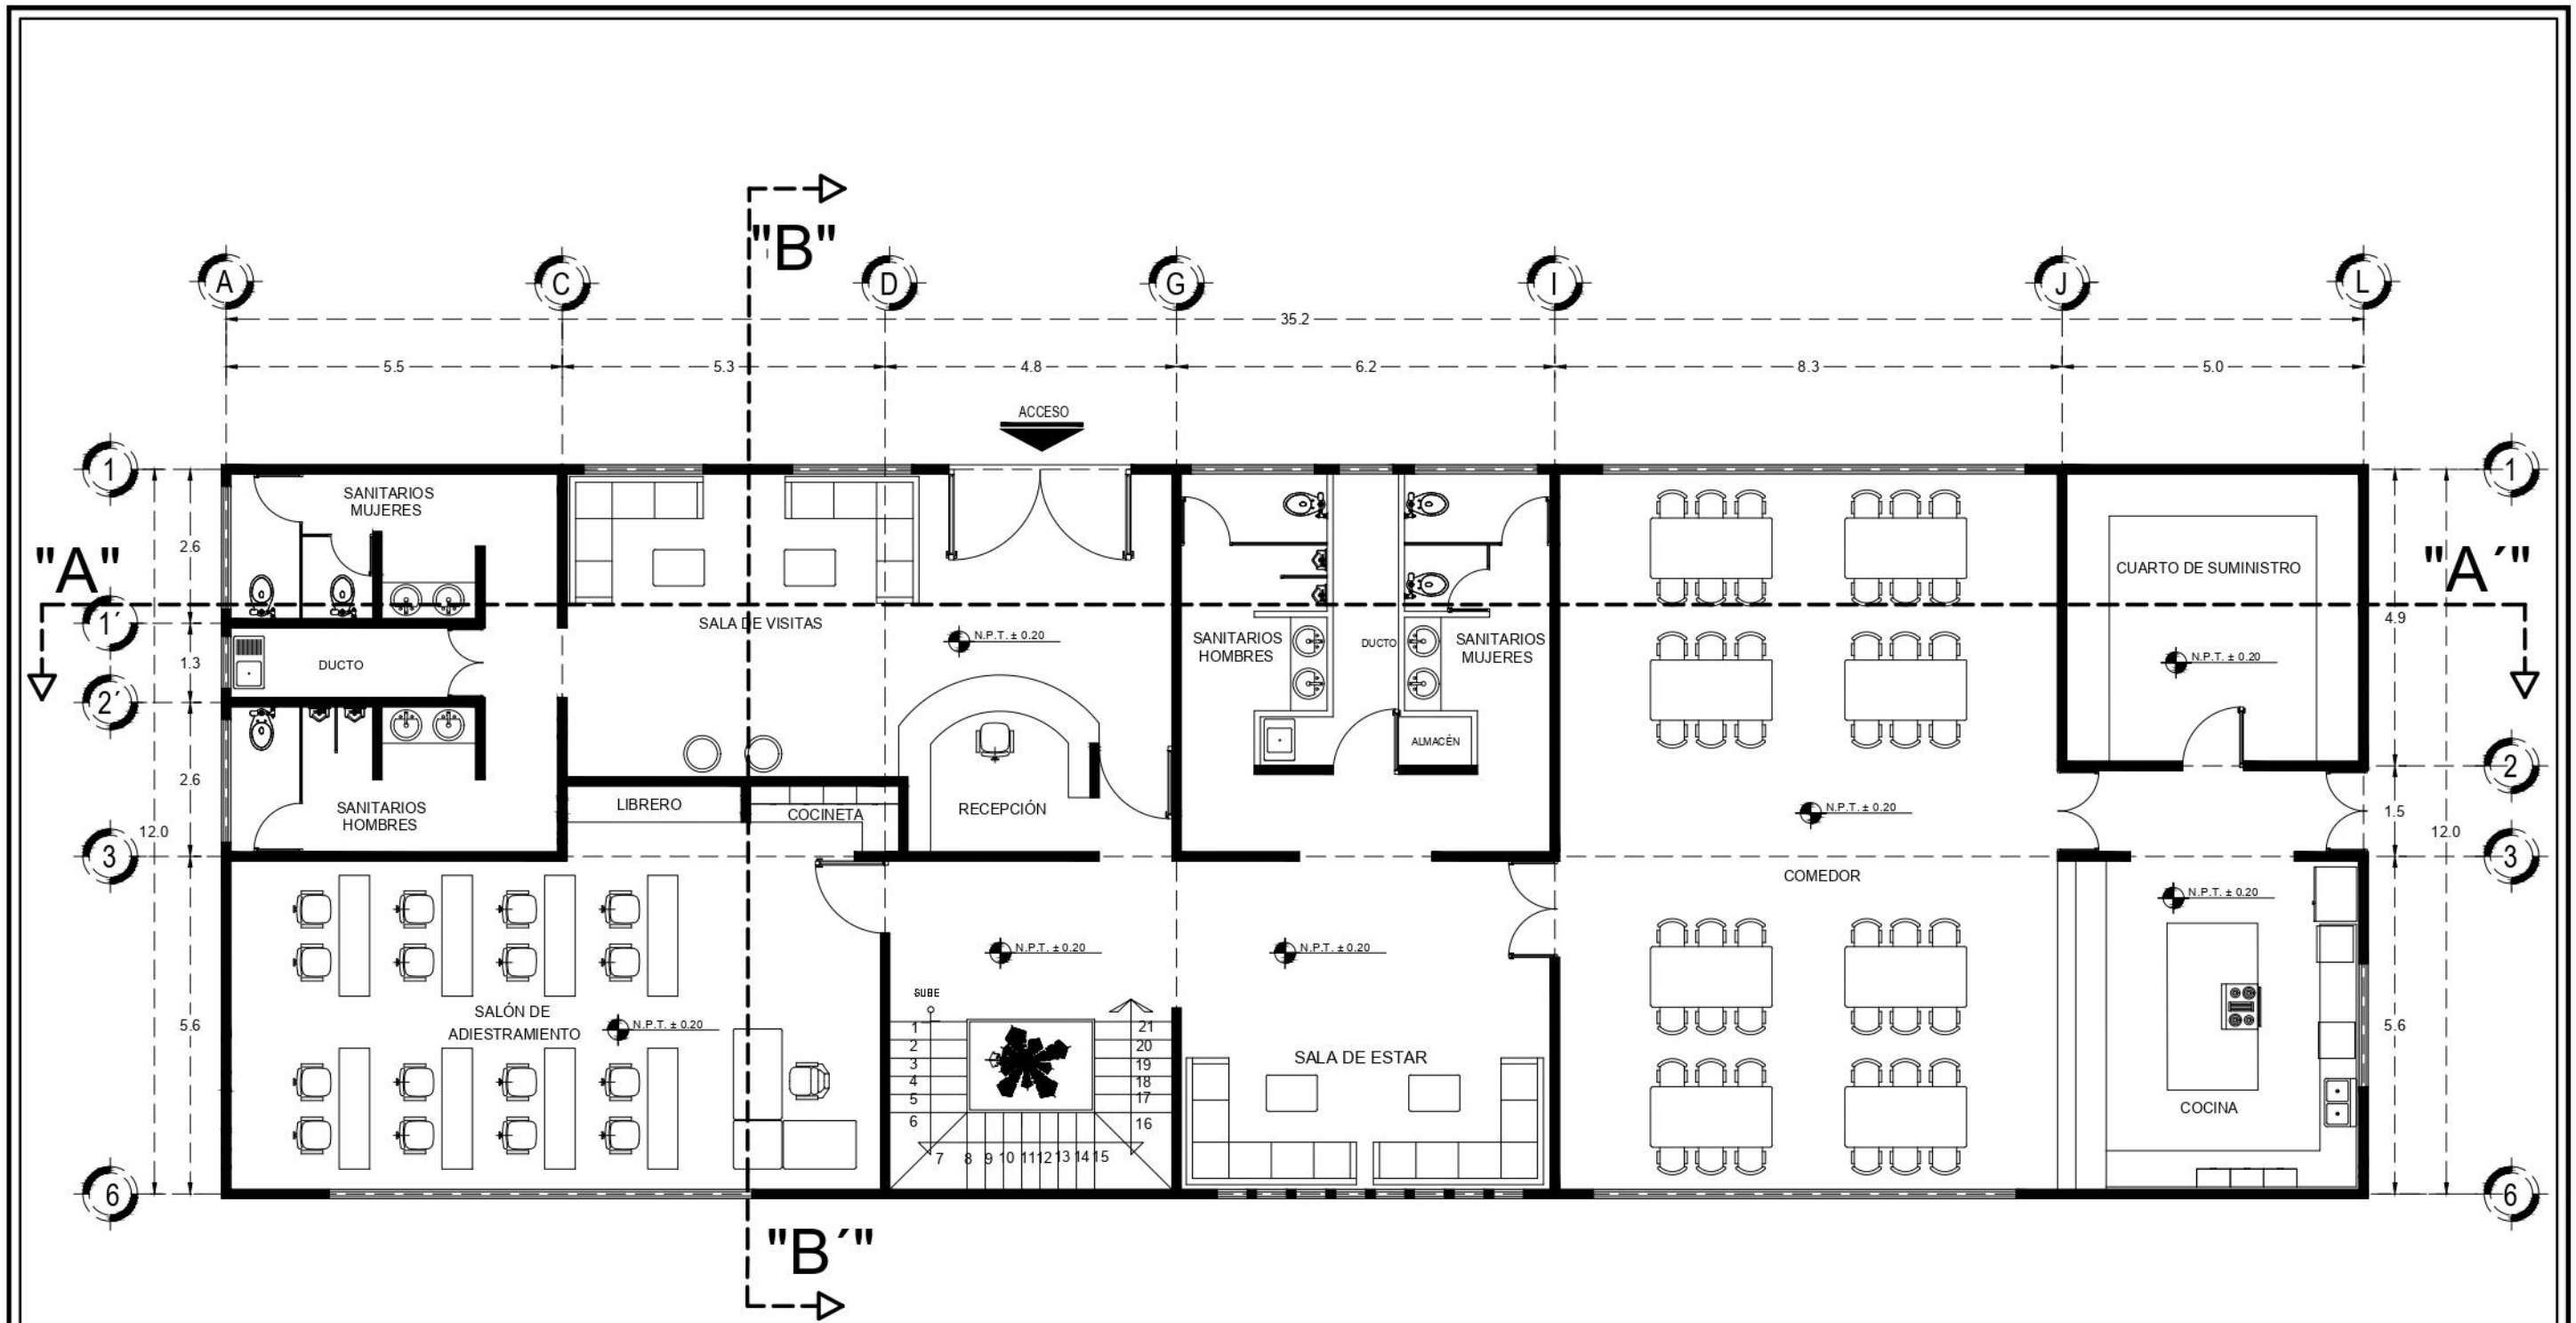 "B"
A
C
D
G
I
J
L
35.2
5.5
5.3
4.8
6.2
8.3
5.0
ACCESO
1
1
SANITARIOS
MUJERES
2.6
"A"
"A´"
CUARTO DE SUMINISTRO
1´
4.9
SALA DE VISITAS
N.P.T. ± 0.20
SANITARIOS
HOMBRES
DUCTO
SANITARIOS
MUJERES
1.3
DUCTO
N.P.T. ± 0.20
2´
ALMACÉN
2
2.6
LIBRERO
COCINETA
RECEPCIÓN
SANITARIOS
HOMBRES
N.P.T. ± 0.20
1.5
12.0
12.0
3
3
COMEDOR
N.P.T. ± 0.20
N.P.T. ± 0.20
N.P.T. ± 0.20
SUBE
SALÓN DE
ADIESTRAMIENTO
N.P.T. ± 0.20
5.6
5.6
1
2
3
4
5
6
7
8
9
10
11
12
13
14
15
16
17
18
19
20
21
SALA DE ESTAR
COCINA
6
6
"B´"